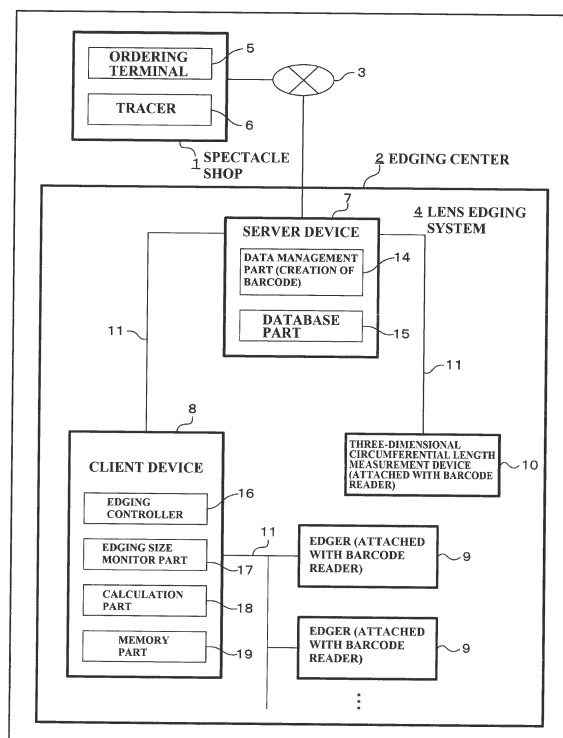 5
ORDERING
TERMINAL
3
TRACER
6
1 SPECTACLE
SHOP
2 EDGING CENTER
7
4 LENS EDGING
SYSTEM
SERVER DEVICE
DATA MANAGEMENT
PART (CREATION OF
BARCODE)
14
DATABASE
PART
15
11
11
8
CLIENT DEVICE
THREE-DIMENSIONAL
CIRCUMFERENTIAL LENGTH
MEASUREMENT DEVICE
(ATTACHED WITH BARCODE
READER)
10
EDGING
CONTROLLER
16
11
EDGING SIZE
MONITOR PART
17
EDGER (ATTACHED
WITH BARCODE
READER)
9
CALCULATION
PART
18
MEMORY
PART
19
EDGER (ATTACHED
WITH BARCODE
READER)
9
⋮